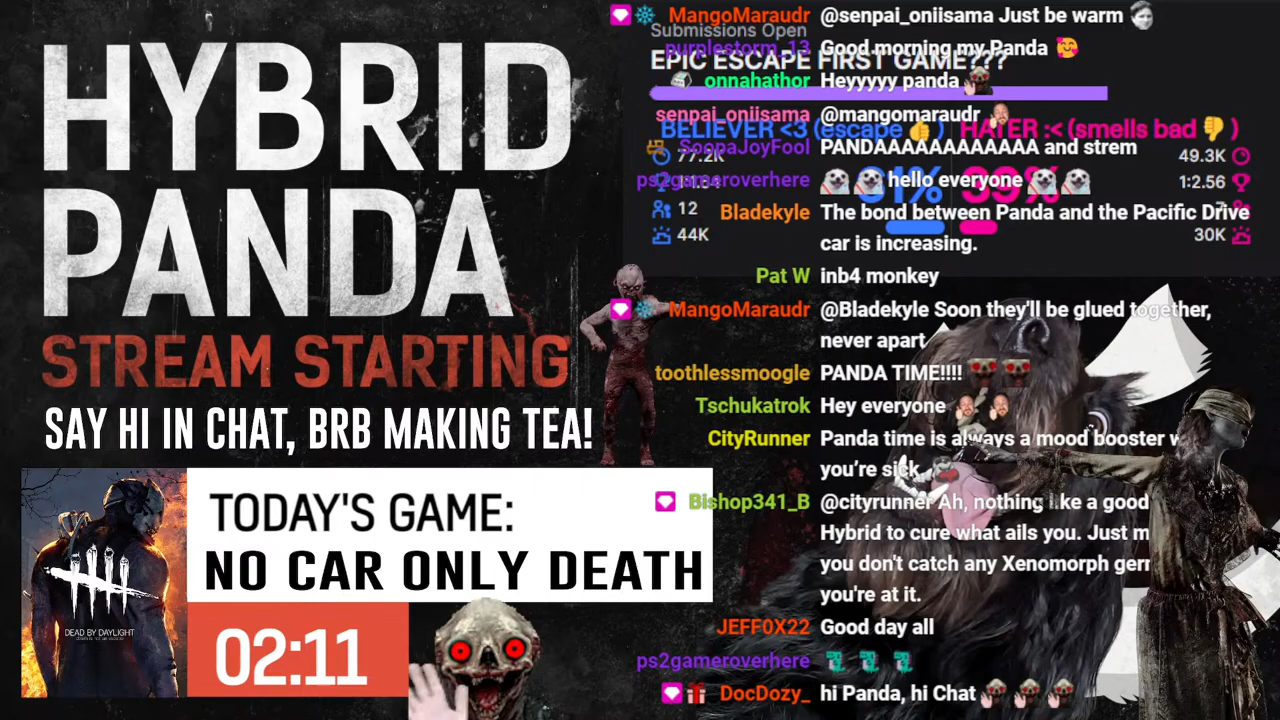 HYBRID
PANDA
STREAM STARTING
SAY HI IN CHAT, BRB MAKING TEA!
DEAD BY DAYLIGHT
TODAY'S GAME:
NO CAR ONLY DEATH
02:11
Submissions Open
EPIC ESCAPE FIRST GAME???
BELIEVER <3 (escape 👍) HATER :< (smells bad 👎)
77.2K
61% 39%
49.3K
1:2.56
12
44K
30K
MangoMaraudr @senpai_oniisama Just be warm
purplestorm_13 Good morning my Panda 🥰
onnahathor Heyyyyy panda
senpai_oniisama @mangomaraudr
SoopaJoyFool PANDAAAAAAAAAAAA and strem
ps2gameroverhere hello everyone
Bladekyle The bond between Panda and the Pacific Drive
car is increasing.
Pat W inb4 monkey
MangoMaraudr @Bladekyle Soon they'll be glued together,
never apart
toothlessmoogle PANDA TIME!!!!
Tschukatrok Hey everyone
CityRunner Panda time is always a mood booster w
you're sick
Bishop341_B @cityrunner Ah, nothing like a good
Hybrid to cure what ails you. Just m
you don't catch any Xenomorph ger
you're at it.
JEFF0X22 Good day all
ps2gameroverhere
DocDozy_ hi Panda, hi Chat